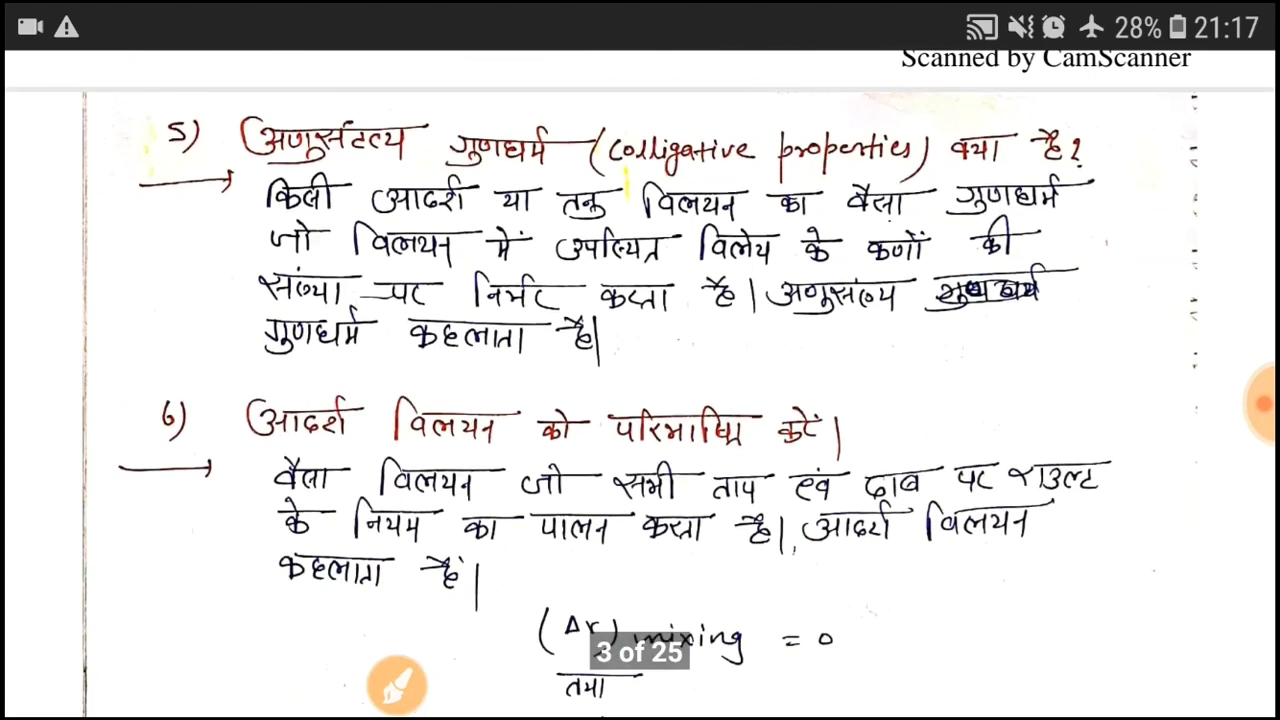 28% 21:17
Scanned by CamScanner
5) अणुसंख्य गुणधर्म (Colligative properties) क्या है?
किसी आदर्श या तनु विलयन का वैसा गुणधर्म
जो विलयन में उपस्थित विलेय के कणों की
संख्या पर निर्भर करता है। अणुसंख्य
गुणधर्म कहलाता है।
6) आदर्श विलयन को परिभाषित करें।
वैसा विलयन जो सभी ताप एवं दाब पर राउल्ट
के नियम का पालन करता है। आदर्श विलयन
कहलाता है।
mixing = 0
3 of 25
तथा